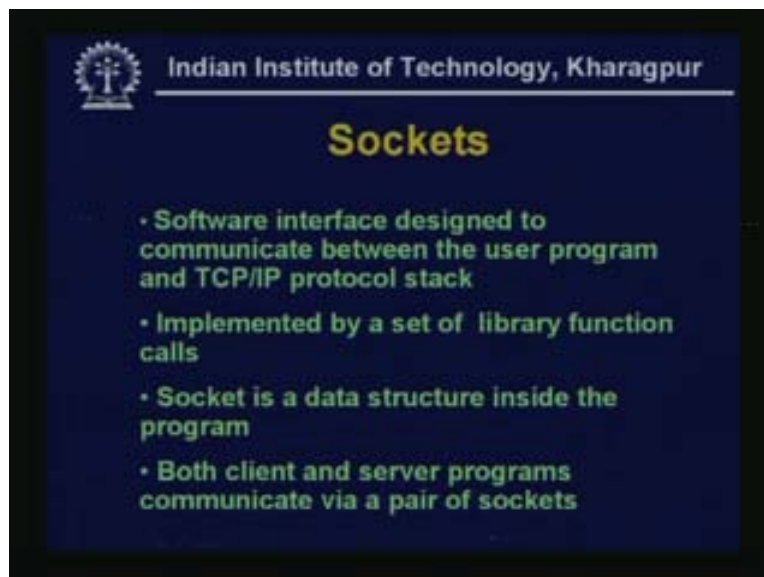 Indian Institute of Technology, Kharagpur
Sockets
• Software interface designed to
communicate between the user program
and TCP/IP protocol stack
• Implemented by a set of library function
calls
• Socket is a data structure inside the
program
• Both client and server programs
communicate via a pair of sockets